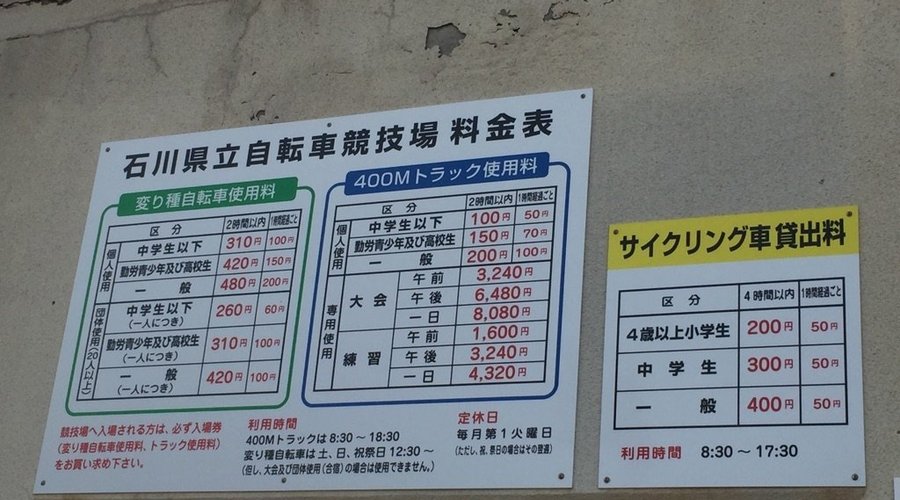 石川県立自転車競技場 料金表
変り種自転車使用料
区分 2時間以内 1時間超過ごと
個人使用
中学生以下 310円 100円
勤労青少年及び高校生 420円 150円
一般 480円 200円
団体使用(20人以上)
中学生以下 260円 60円
(一人につき)
勤労青少年及び高校生 310円 100円
(一人につき)
一般 420円 100円
(一人につき)
400Mトラック使用料
区分 2時間以内 1時間超過ごと
個人使用
中学生以下 100円 50円
勤労青少年及び高校生 150円 70円
一般 200円 100円
専用使用
大会 午前 3,240円
午後 6,480円
一日 8,080円
練習 午前 1,600円
午後 3,240円
一日 4,320円
競技場へ入場される方は、必ず入場券
(変り種自転車使用料、トラック使用料)
をお買い求め下さい。
利用時間
400Mトラックは 8:30 ~ 18:30
変り種自転車は土、日、祝祭日 12:30 ~
(但し、大会及び団体使用(合宿)の場合は使用できません。)
定休日
毎月第1火曜日
(ただし、祝、祭日の場合はその翌週)
サイクリング車貸出料
区分 4時間以内 1時間超過ごと
4歳以上小学生 200円 50円
中学生 300円 50円
一般 400円 50円
利用時間 8:30 ~ 17:30